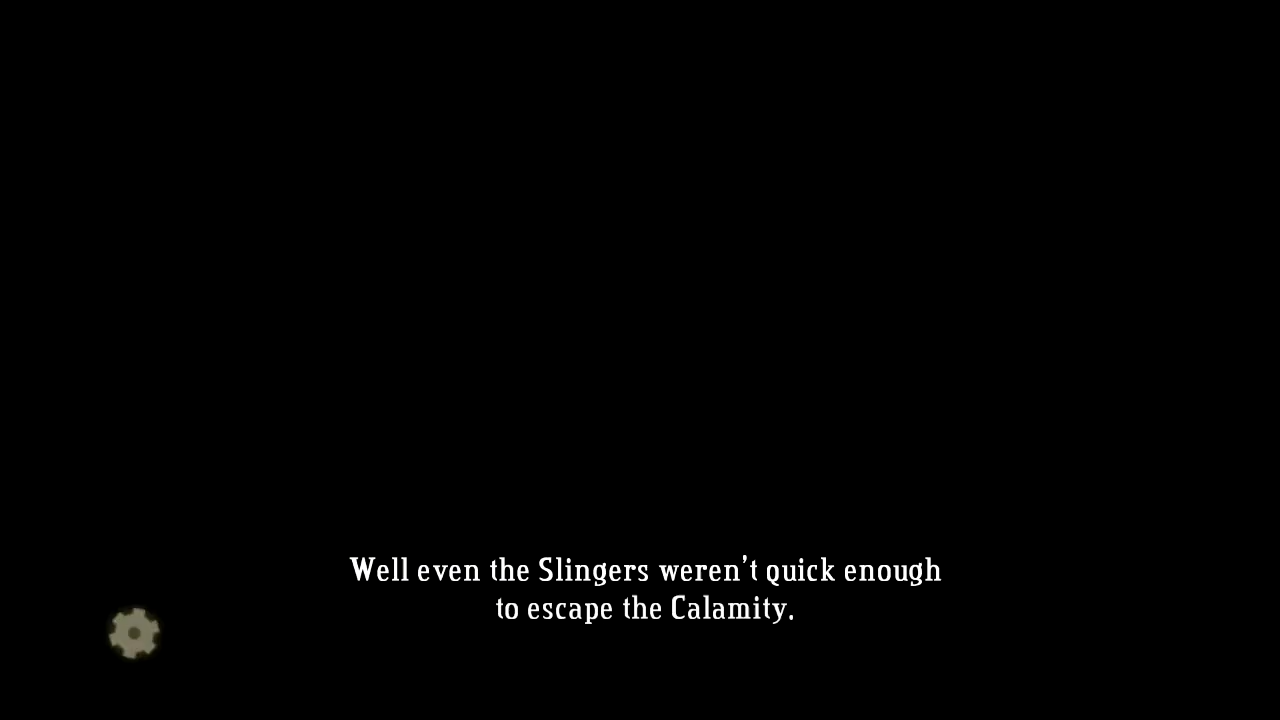 Well even the Slingers weren't quick enough
to escape the Calamity.